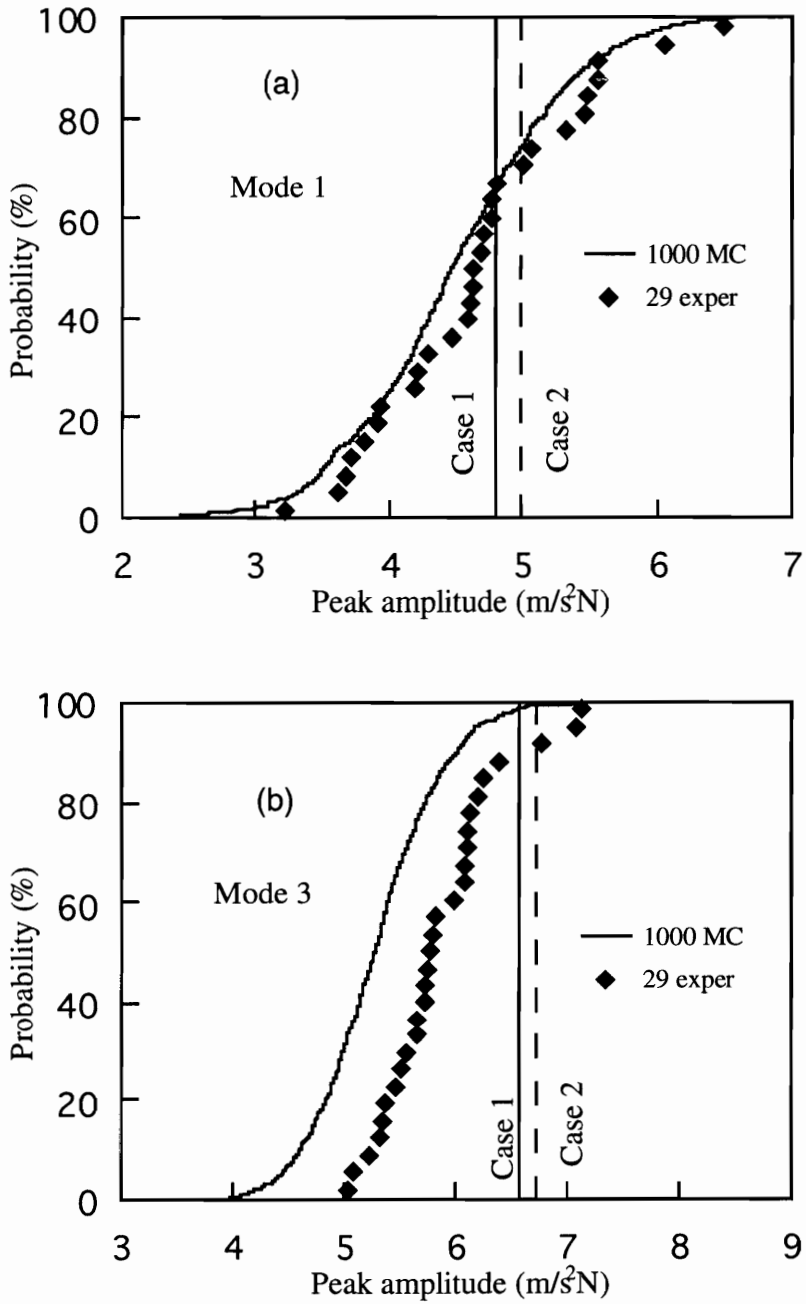 100
(a)
80
Mode 1
60
1000 MC
29 exper
40
20
Case 1
Case 2
0
2 3 4 5 6 7
Probability (%)
Peak amplitude (m/s²N)
100
(b)
80
Mode 3
60
1000 MC
29 exper
40
20
Case 1
Case 2
0
3 4 5 6 7 8 9
Probability (%)
Peak amplitude (m/s²N)